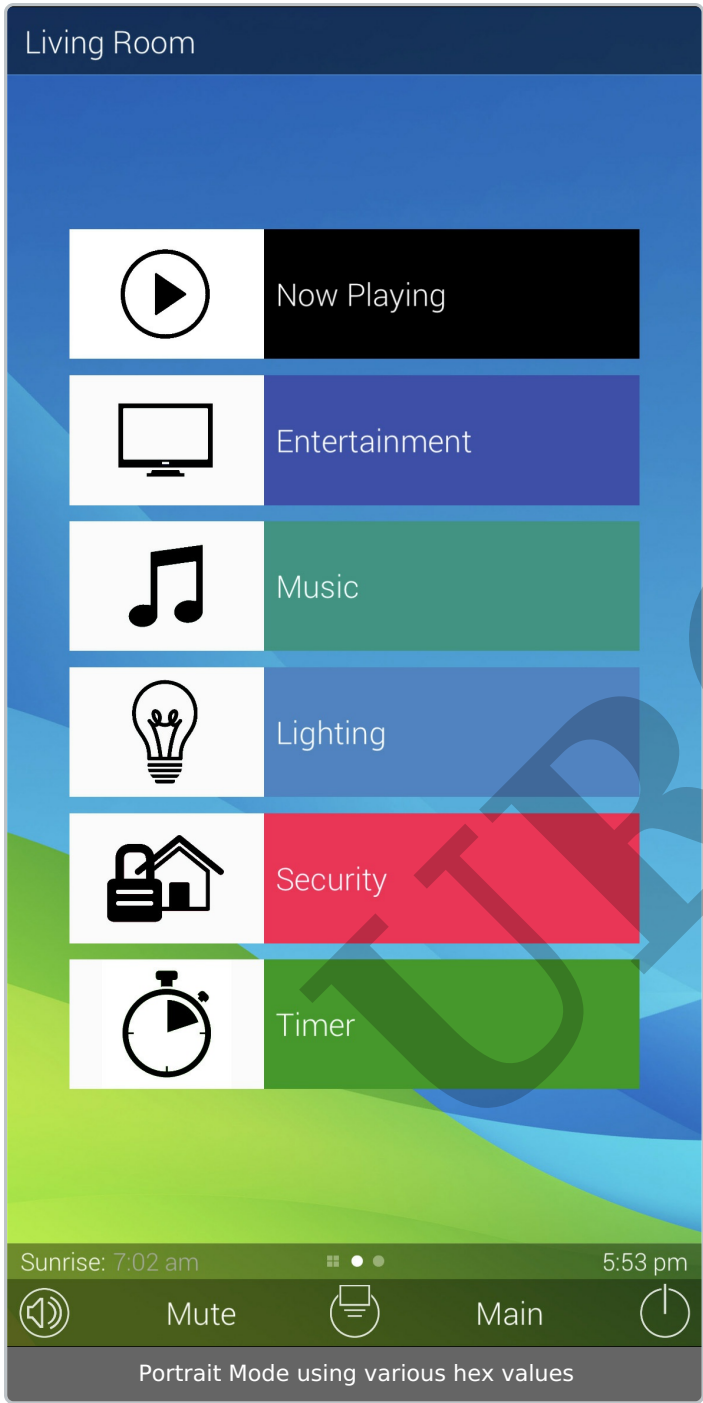 Living Room
Now Playing
Entertainment
Music
Lighting
Security
Timer
Sunrise: 7:02 am
5:53 pm
Mute
Main
Portrait Mode using various hex values